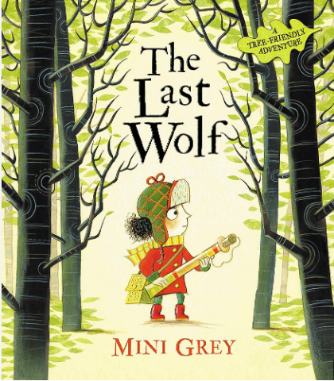 A
TREE-FRIENDLY
ADVENTURE
The
Last
Wolf
MINI GREY